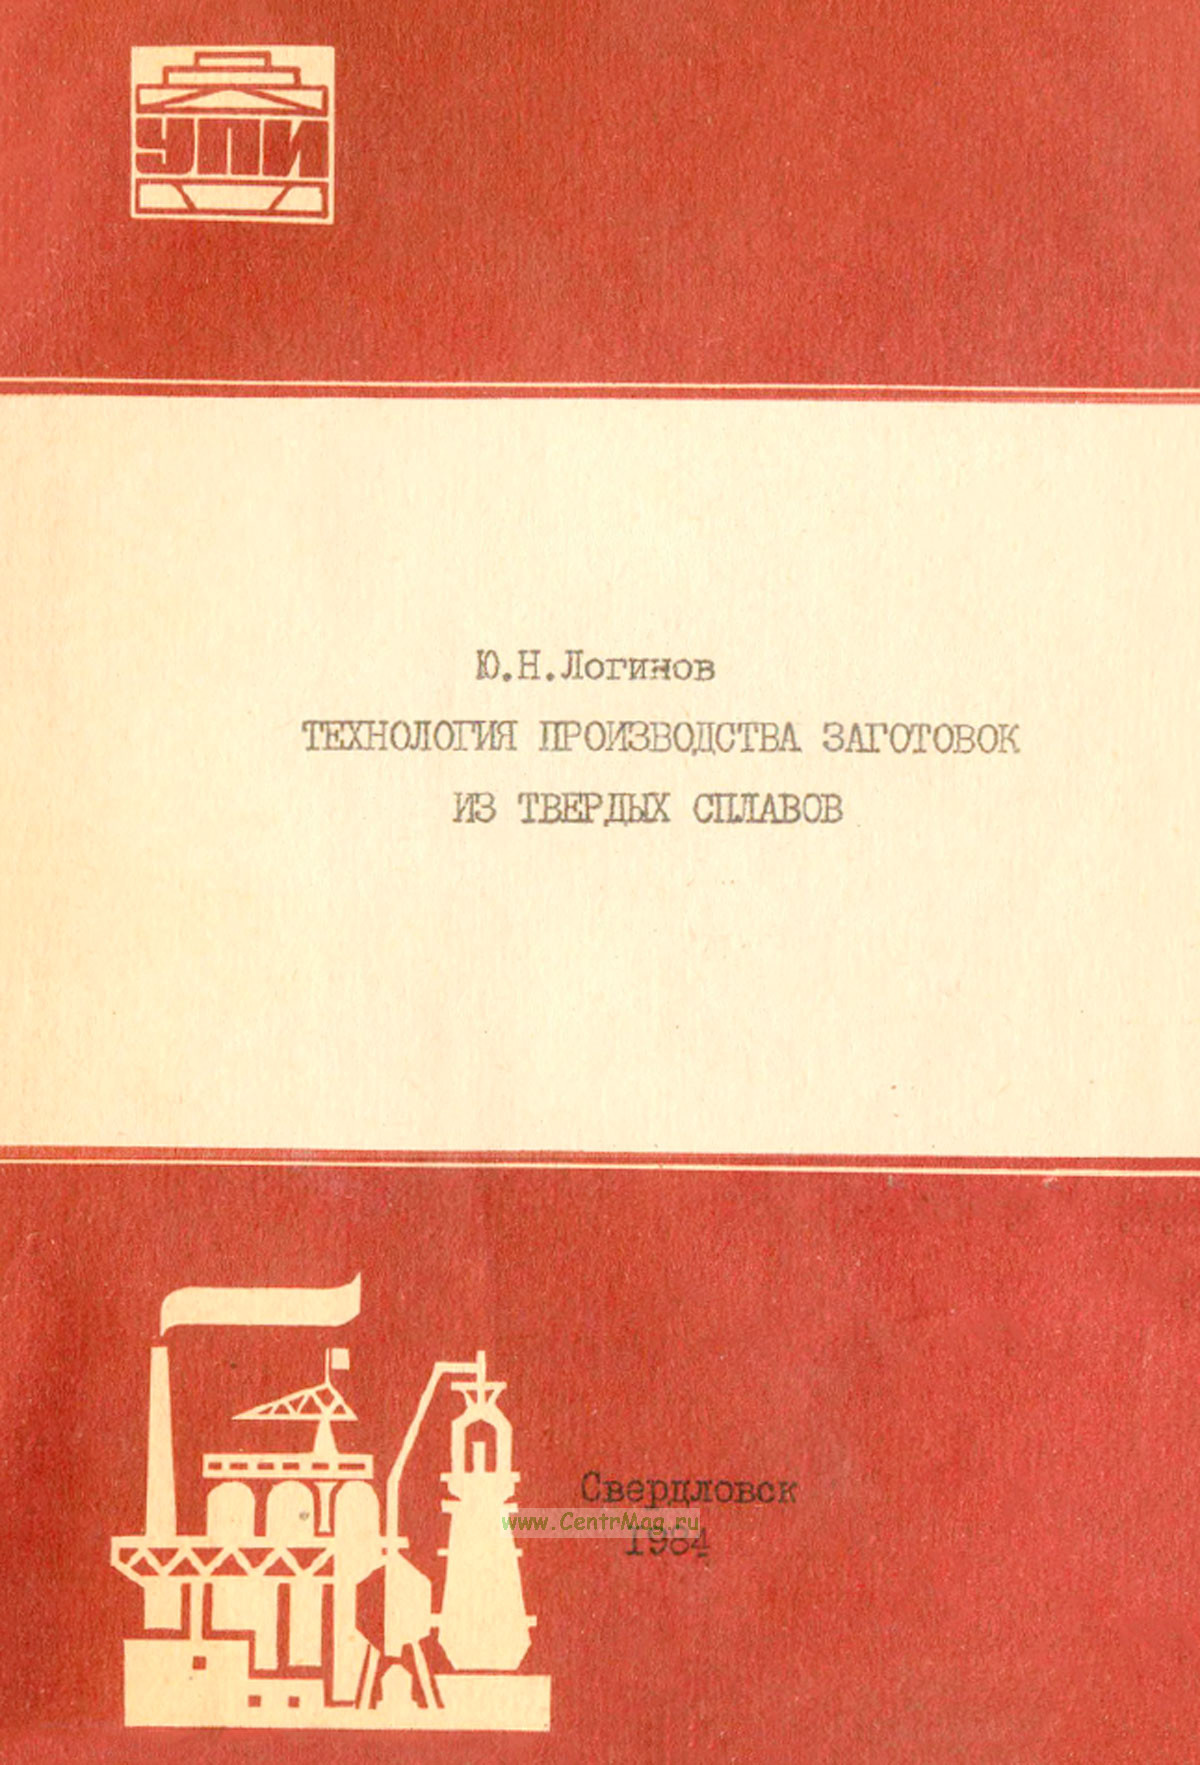 УПИ
Ю.Н.Логинов
ТЕХНОЛОГИЯ ПРОИЗВОДСТВА ЗАГОТОВОК
ИЗ ТВЕРДЫХ СПЛАВОВ
Свердловск
www.CentrMag.ru
1984